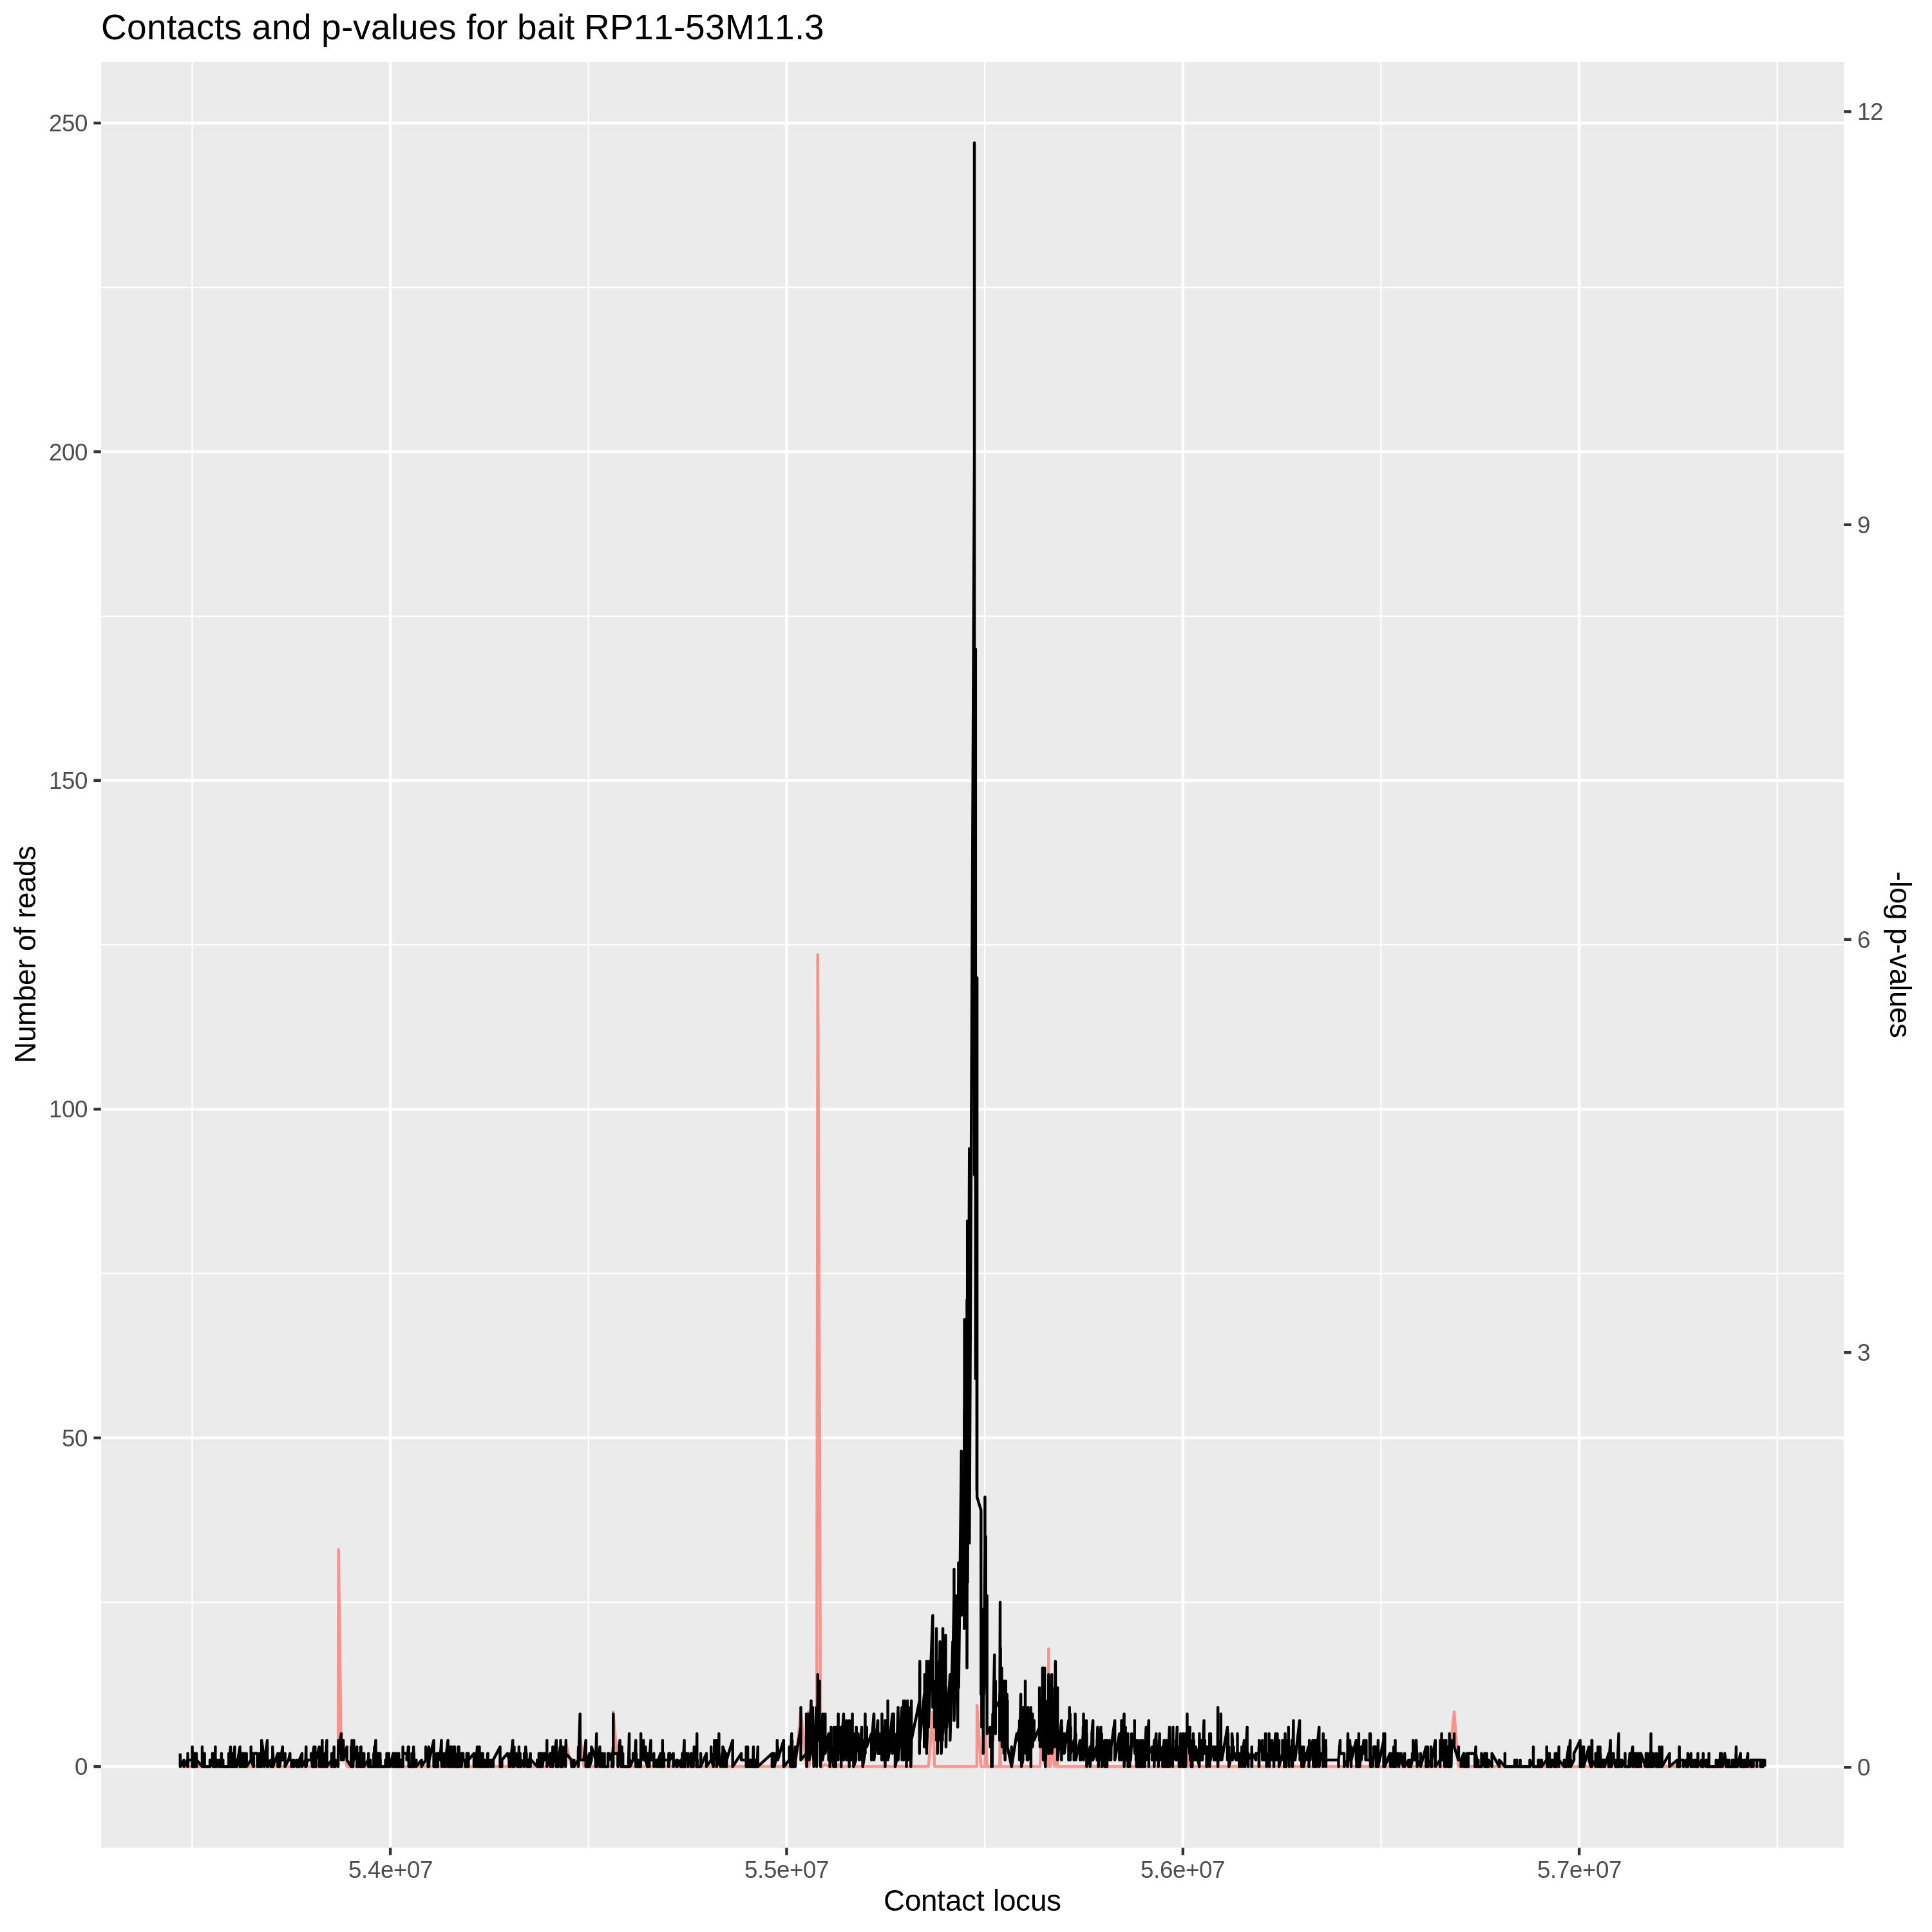 Contacts and p-values for bait RP11-53M11.3
250
200
150
100
50
0
12
9
6
3
0
Number of reads
-log p-values
5.4e+07
5.5e+07
5.6e+07
5.7e+07
Contact locus